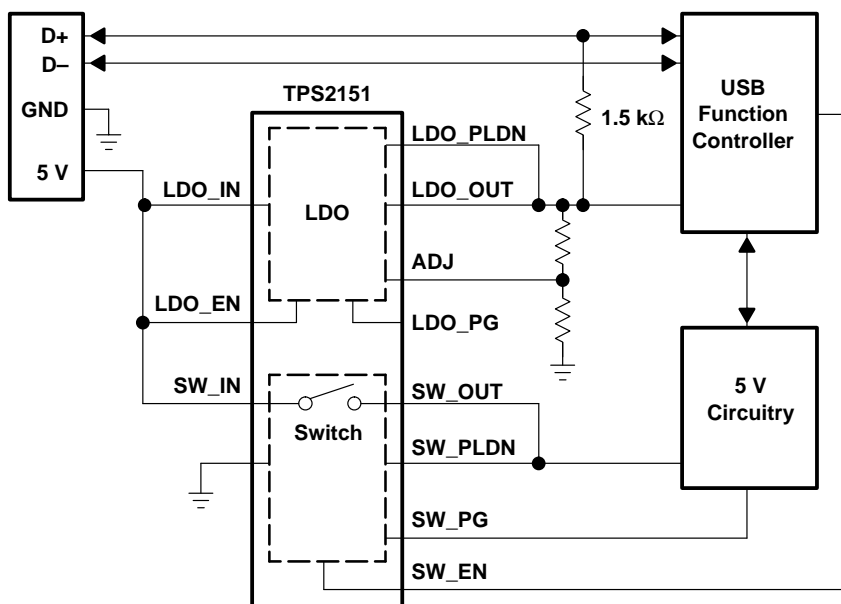 D+
D–
GND
5 V
TPS2151
LDO_IN
LDO_EN
SW_IN
LDO
Switch
LDO_PLDN
LDO_OUT
ADJ
LDO_PG
SW_OUT
SW_PLDN
SW_PG
SW_EN
1.5 kΩ
USB
Function
Controller
5 V
Circuitry